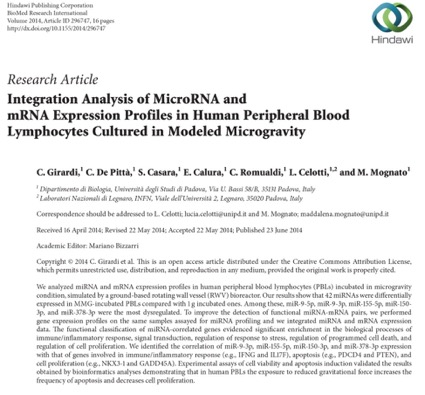 Hindawi Publishing Corporation
BioMed Research International
Volume 2014, Article ID 296747, 16 pages
http://dx.doi.org/10.1155/2014/296747
Hindawi
Research Article
Integration Analysis of MicroRNA and
mRNA Expression Profiles in Human Peripheral Blood
Lymphocytes Cultured in Modeled Microgravity
C. Girardi,1 C. De Pittà,1 S. Casara,1 E. Calura,1 C. Romualdi,1 L. Celotti,1,2 and M. Mognato1
1 Dipartimento di Biologia, Università degli Studi di Padova, Via U. Bassi 58/B, 35131 Padova, Italy
2 Laboratori Nazionali di Legnaro, INFN, Viale dell'Università 2, Legnaro, 35020 Padova, Italy
Correspondence should be addressed to L. Celotti; lucia.celotti@unipd.it and M. Mognato; maddalena.mognato@unipd.it
Received 16 April 2014; Revised 22 May 2014; Accepted 22 May 2014; Published 23 June 2014
Academic Editor: Mariano Bizzarri
Copyright © 2014 C. Girardi et al. This is an open access article distributed under the Creative Commons Attribution License,
which permits unrestricted use, distribution, and reproduction in any medium, provided the original work is properly cited.
We analyzed miRNA and mRNA expression profiles in human peripheral blood lymphocytes (PBLs) incubated in microgravity
condition, simulated by a ground-based rotating wall vessel (RWV) bioreactor. Our results show that 42 miRNAs were differentially
expressed in MMG-incubated PBLs compared with 1 g incubated ones. Among these, miR-9-5p, miR-9-3p, miR-155-5p, miR-150-
3p, and miR-378-3p were the most dysregulated. To improve the detection of functional miRNA-mRNA pairs, we performed
gene expression profiles on the same samples assayed for miRNA profiling and we integrated miRNA and mRNA expression
data. The functional classification of miRNA-correlated genes evidenced significant enrichment in the biological processes of
immune/inflammatory response, signal transduction, regulation of response to stress, regulation of programmed cell death, and
regulation of cell proliferation. We identified the correlation of miR-9-3p, miR-155-5p, miR-150-3p, and miR-378-3p expression
with that of genes involved in immune/inflammatory response (e.g., IFNG and IL17F), apoptosis (e.g., PDCD4 and PTEN), and
cell proliferation (e.g., NKX3-1 and GADD45A). Experimental assays of cell viability and apoptosis induction validated the results
obtained by bioinformatics analyses demonstrating that in human PBLs the exposure to reduced gravitational force increases the
frequency of apoptosis and decreases cell proliferation.